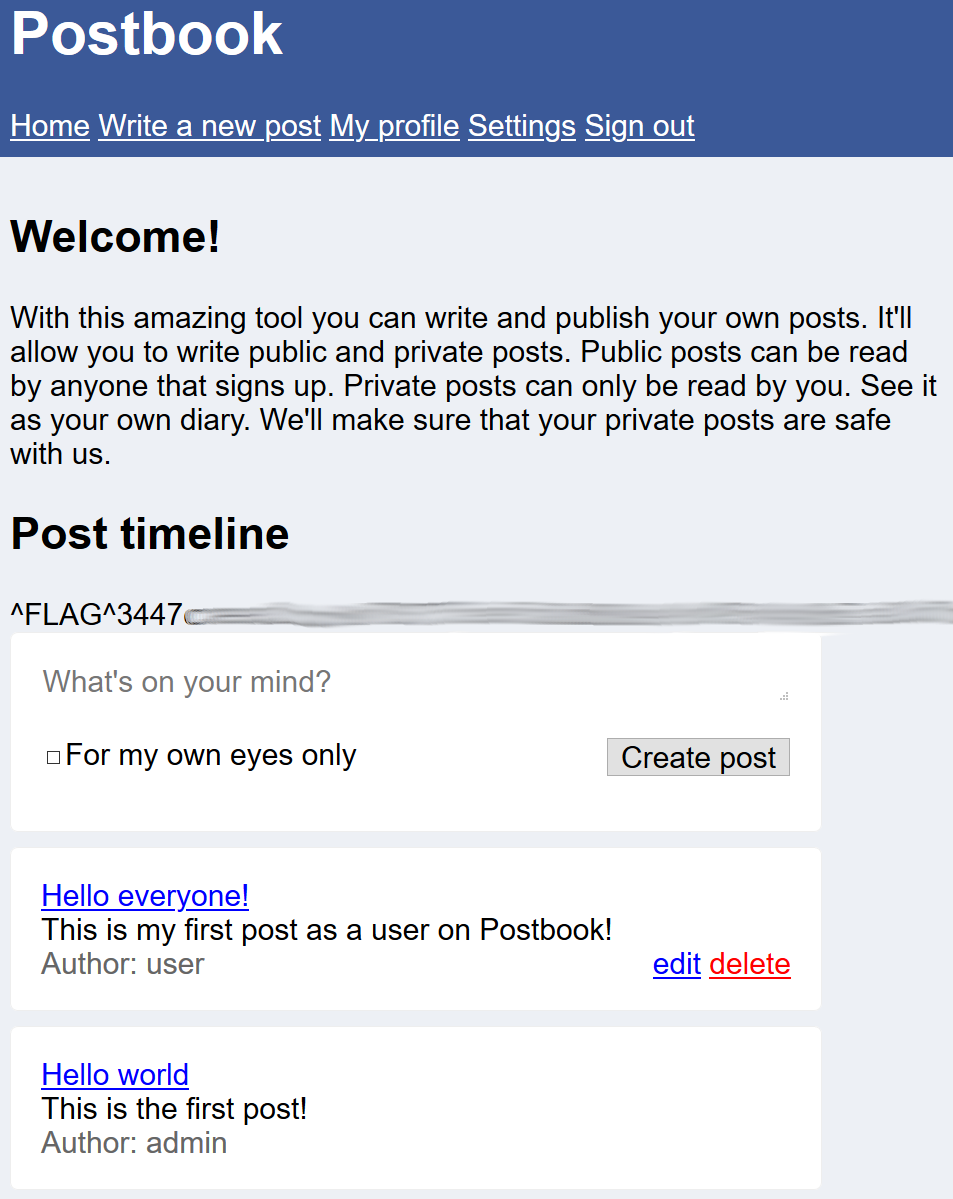 Postbook
Home Write a new post My profile Settings Sign out
Welcome!
With this amazing tool you can write and publish your own posts. It'll
allow you to write public and private posts. Public posts can be read
by anyone that signs up. Private posts can only be read by you. See it
as your own diary. We'll make sure that your private posts are safe
with us.
Post timeline
^FLAG^3447
What's on your mind?
For my own eyes only
Create post
Hello everyone!
This is my first post as a user on Postbook!
Author: user
edit delete
Hello world
This is the first post!
Author: admin